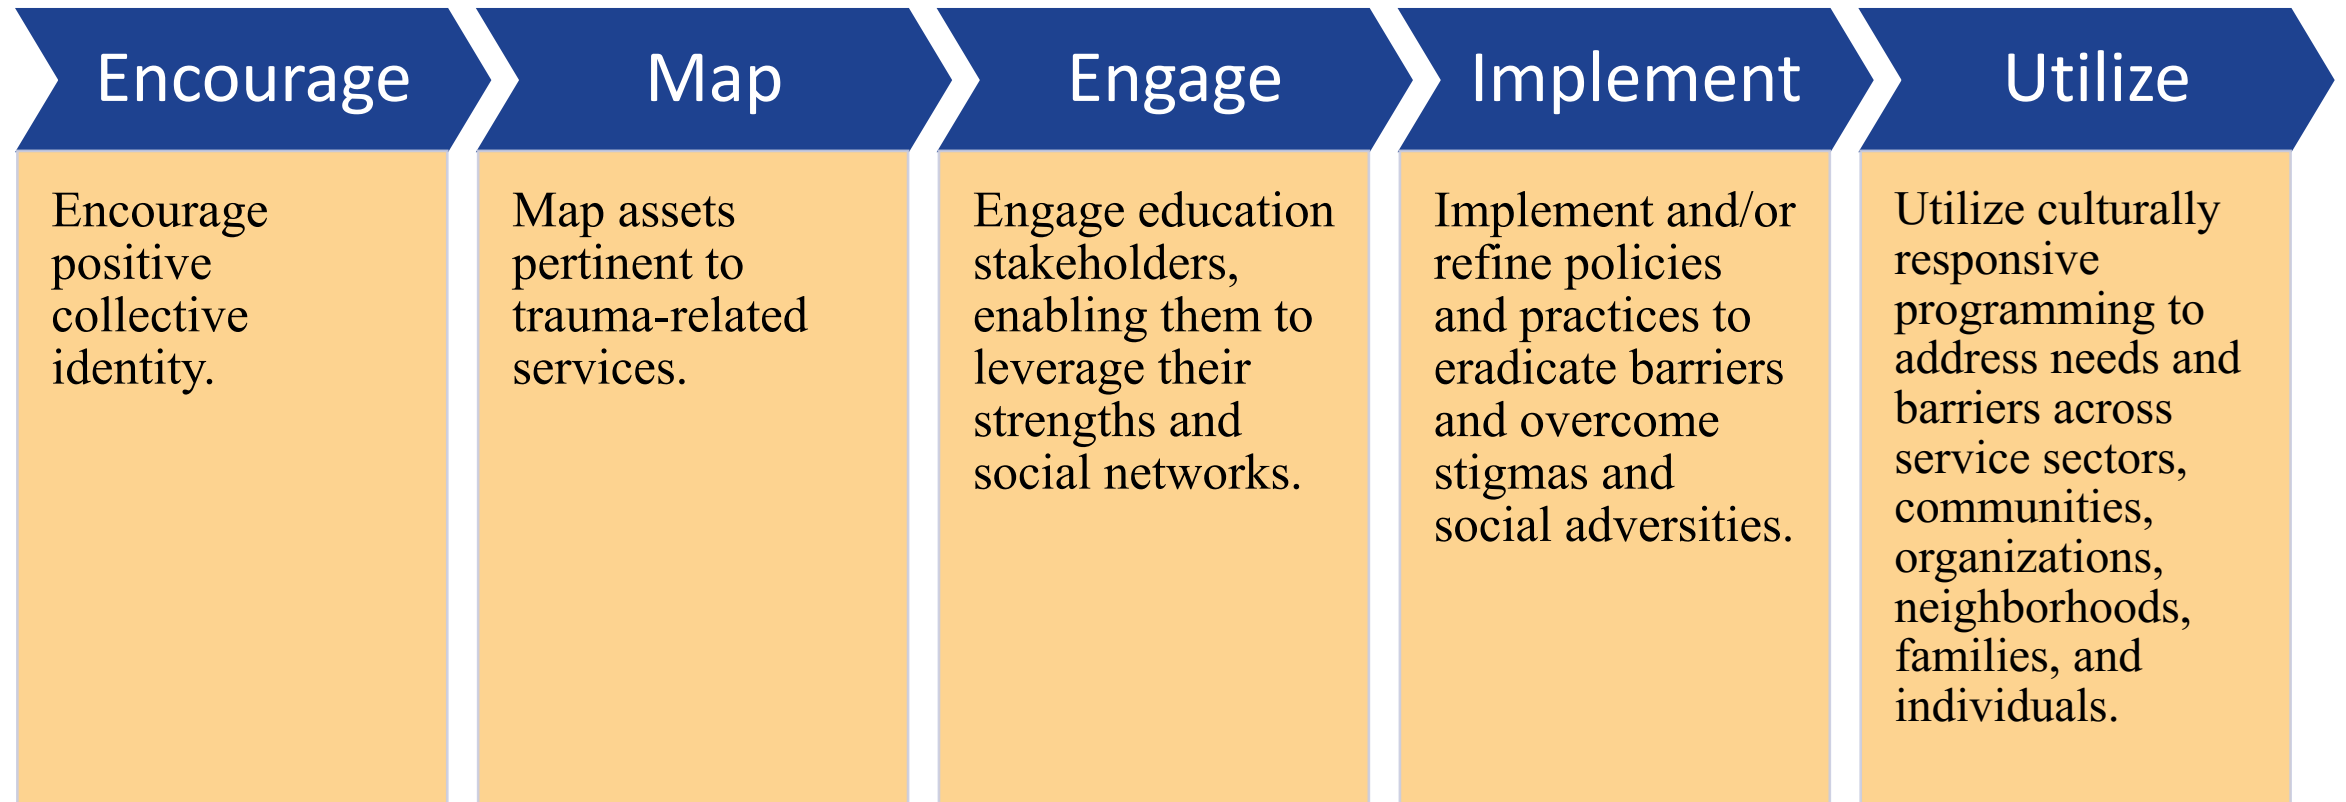 Encourage
Encourage
positive
collective
identity.
Map
Map assets
pertinent to
trauma-related
services.
Engage
Engage education
stakeholders,
enabling them to
leverage their
strengths and
social networks.
Implement
Implement and/or
refine policies
and practices to
eradicate barriers
and overcome
stigmas and
social adversities.
Utilize
Utilize culturally
responsive
programming to
address needs and
barriers across
service sectors,
communities,
organizations,
neighborhoods,
families, and
individuals.